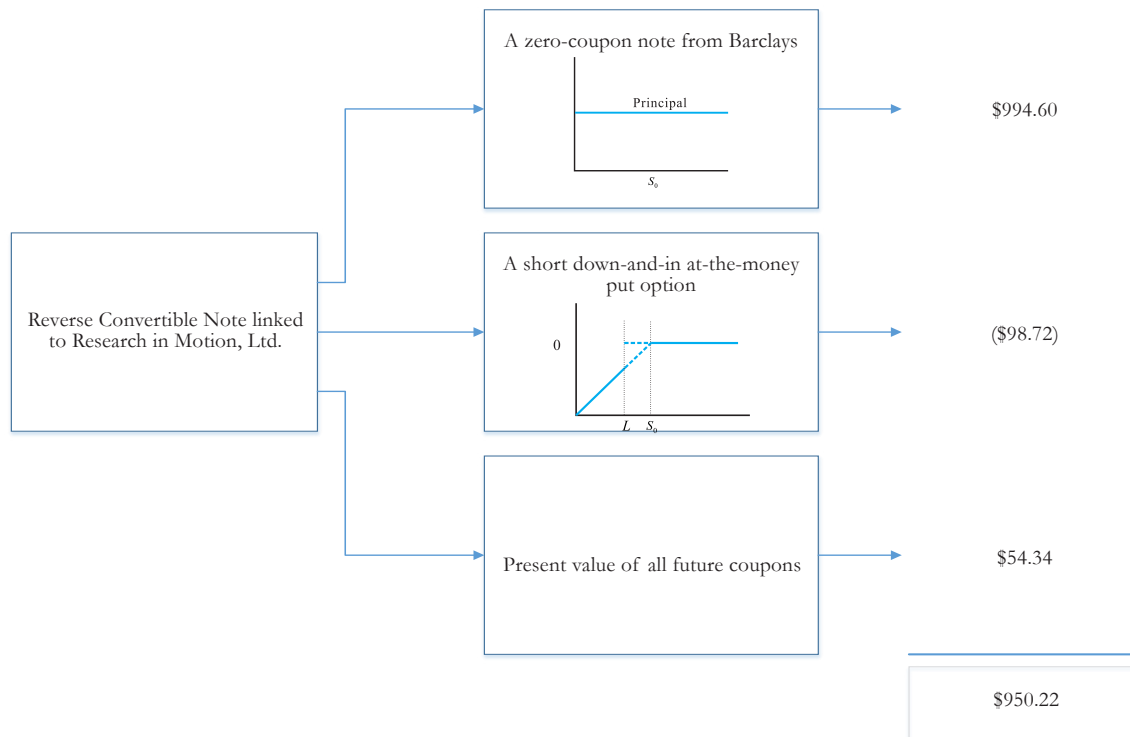 A zero-coupon note from Barclays
Principal
S₀
$994.60
Reverse Convertible Note linked
to Research in Motion, Ltd.
A short down-and-in at-the-money
put option
0
L S₀
($98.72)
Present value of all future coupons
$54.34
$950.22